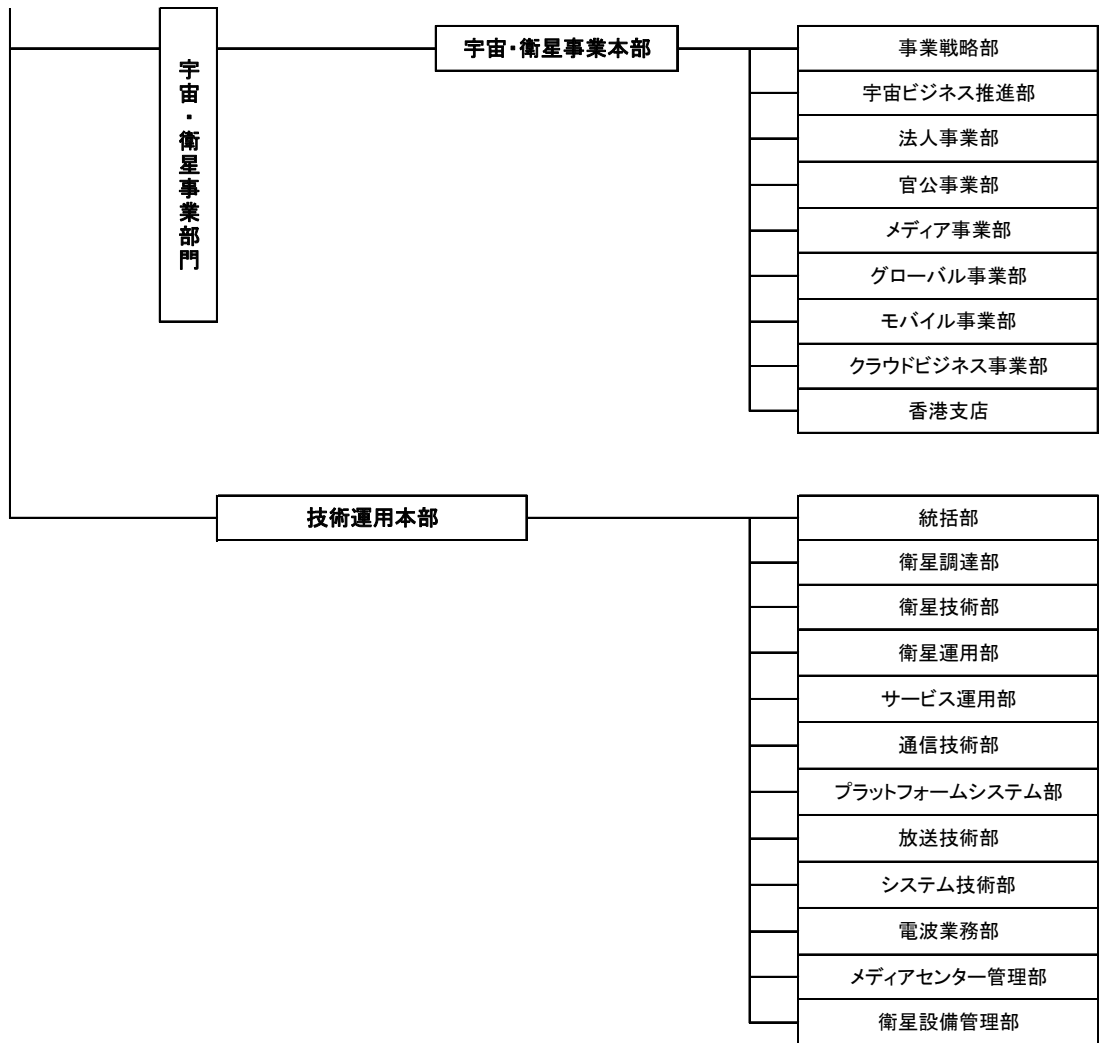 宇宙・衛星事業部門
宇宙・衛星事業本部
事業戦略部
宇宙ビジネス推進部
法人事業部
官公事業部
メディア事業部
グローバル事業部
モバイル事業部
クラウドビジネス事業部
香港支店
技術運用本部
統括部
衛星調達部
衛星技術部
衛星運用部
サービス運用部
通信技術部
プラットフォームシステム部
放送技術部
システム技術部
電波業務部
メディアセンター管理部
衛星設備管理部